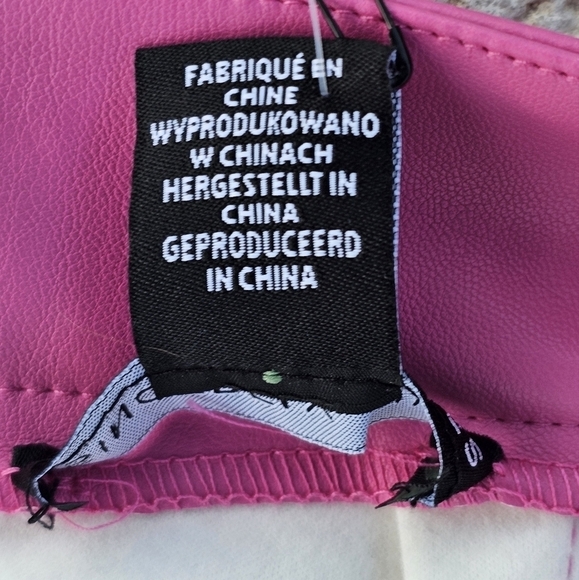 FABRIQUÉ EN
CHINE
WYPRODUKOWANO
W CHINACH
HERGESTELLT IN
CHINA
GEPRODUCEERD
IN CHINA